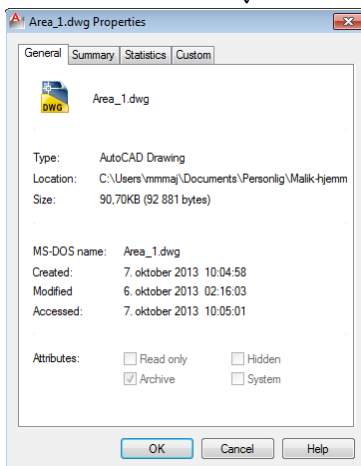 Area_1.dwg Properties
General Summary Statistics Custom
DWG
Area_1.dwg
Type: AutoCAD Drawing
Location: C:\Users\mmmaj\Documents\Personlig\Malik-hjemm
Size: 90,70KB (92 881 bytes)
MS-DOS name: Area_1.dwg
Created: 7. oktober 2013 10:04:58
Modified 6. oktober 2013 02:16:03
Accessed: 7. oktober 2013 10:05:01
Attributes: Read only Hidden
Archive System
OK Cancel Help